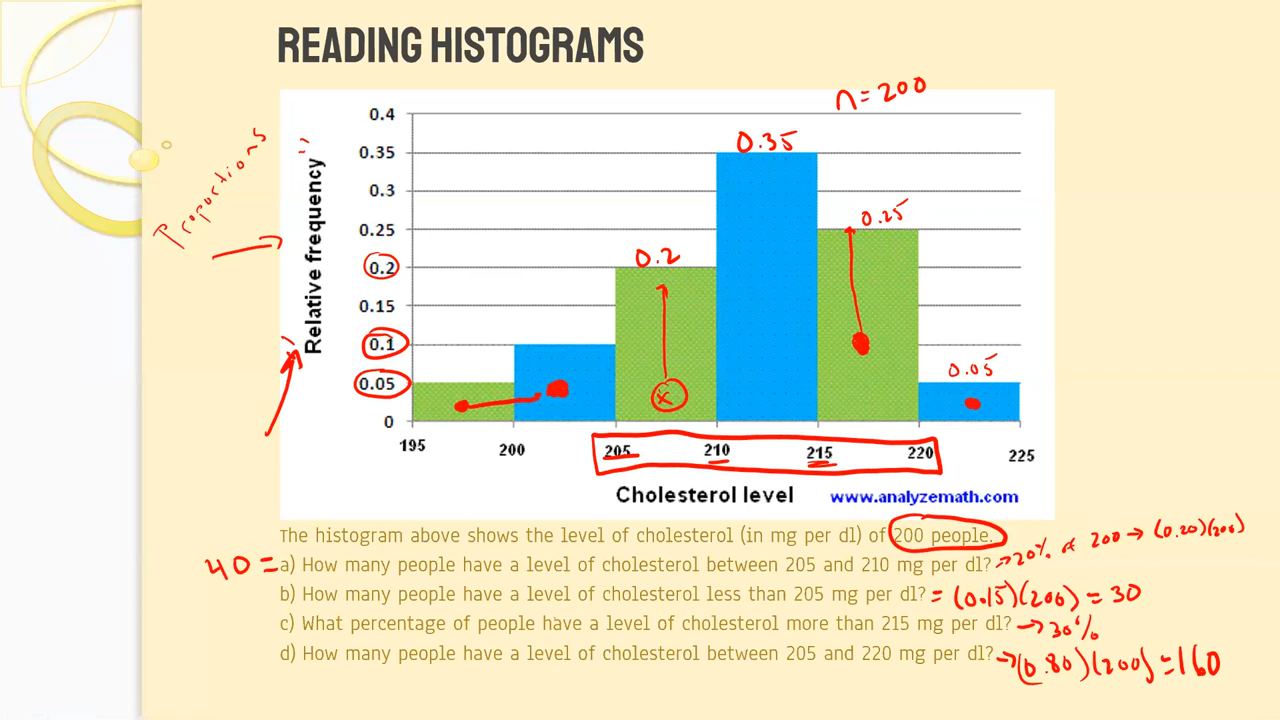 READING HISTOGRAMS
n = 200
0.4
0.35
0.3
0.25
0.2
0.15
0.1
0.05
0
Relative frequency
Proportions
0.2
0.35
0.25
0.05
195 200 205 210 215 220 225
Cholesterol level
www.analyzemath.com
The histogram above shows the level of cholesterol (in mg per dl) of 200 people.
40 = a) How many people have a level of cholesterol between 205 and 210 mg per dl? → 20% of 200 → (0.20)(200)
b) How many people have a level of cholesterol less than 205 mg per dl? = (0.15)(200) = 30
c) What percentage of people have a level of cholesterol more than 215 mg per dl? → 30%
d) How many people have a level of cholesterol between 205 and 220 mg per dl? → (0.80)(200) = 160